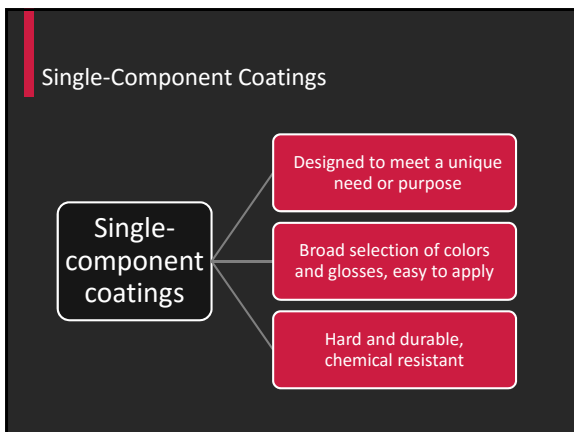 Single-Component Coatings
Single-
component
coatings
Designed to meet a unique
need or purpose
Broad selection of colors
and glosses, easy to apply
Hard and durable,
chemical resistant